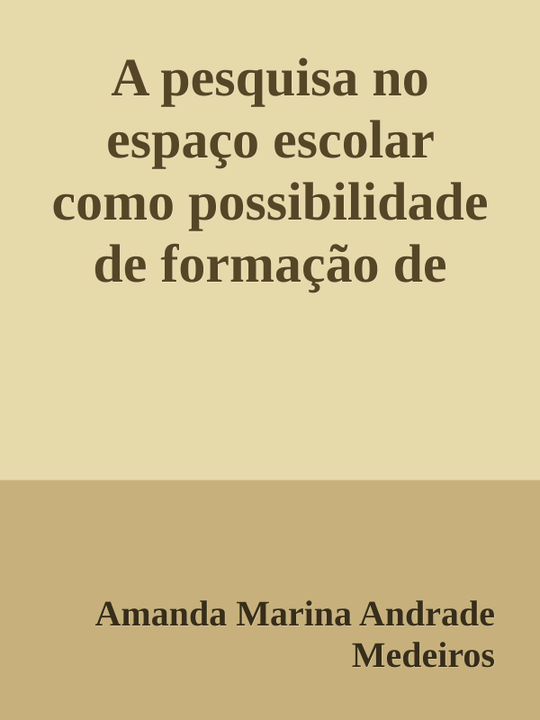 A pesquisa no
espaço escolar
como possibilidade
de formação de
Amanda Marina Andrade
Medeiros